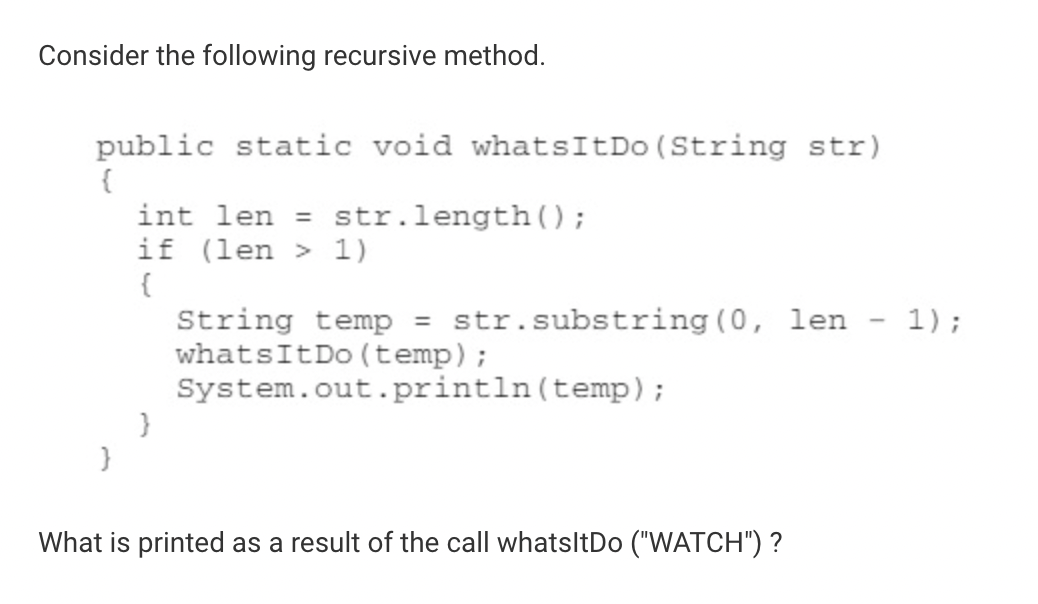 Consider the following recursive method.
public static void whatsItDo(String str)
{
int len = str.length();
if (len > 1)
{
String temp = str.substring(0, len - 1);
whatsItDo(temp);
System.out.println(temp);
}
}
What is printed as a result of the call whatsItDo ("WATCH") ?